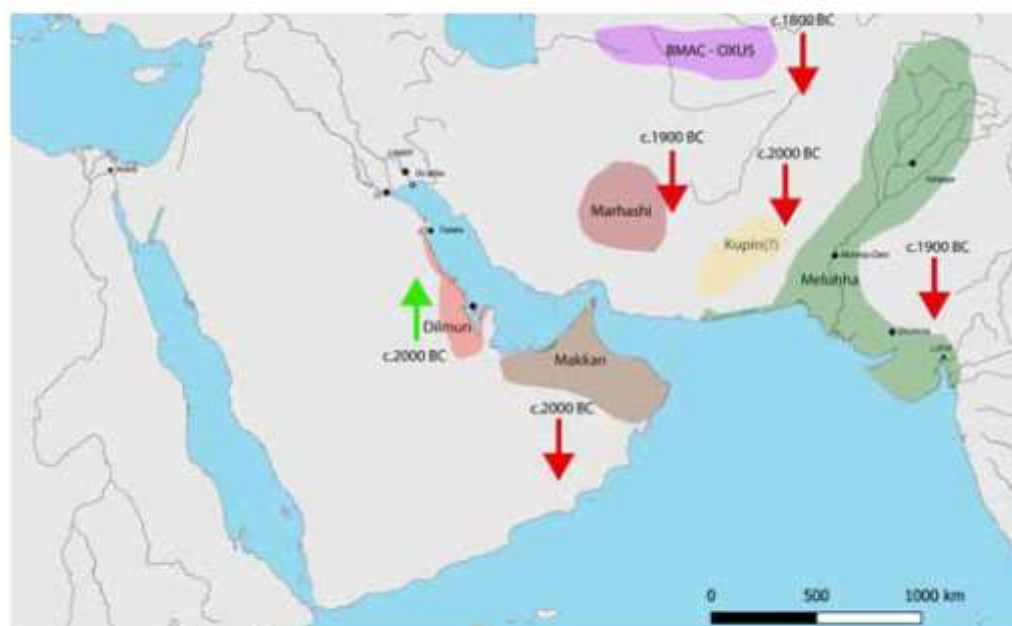 c.1800 BC
BMAC - OXUS
c.1900 BC
c.2000 BC
Marhashi
Kupin(?)
Meluhha
c.1900 BC
Dilmun
c.2000 BC
Makkan
c.2000 BC
Lothal
0 500 1000 km